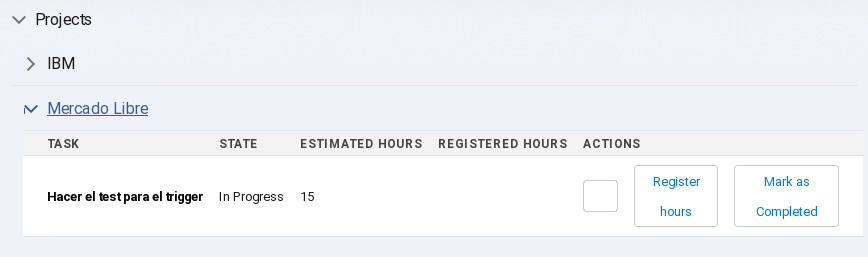 Projects
IBM
Mercado Libre
TASK STATE ESTIMATED HOURS REGISTERED HOURS ACTIONS
Hacer el test para el trigger In Progress 15 Register hours Mark as Completed